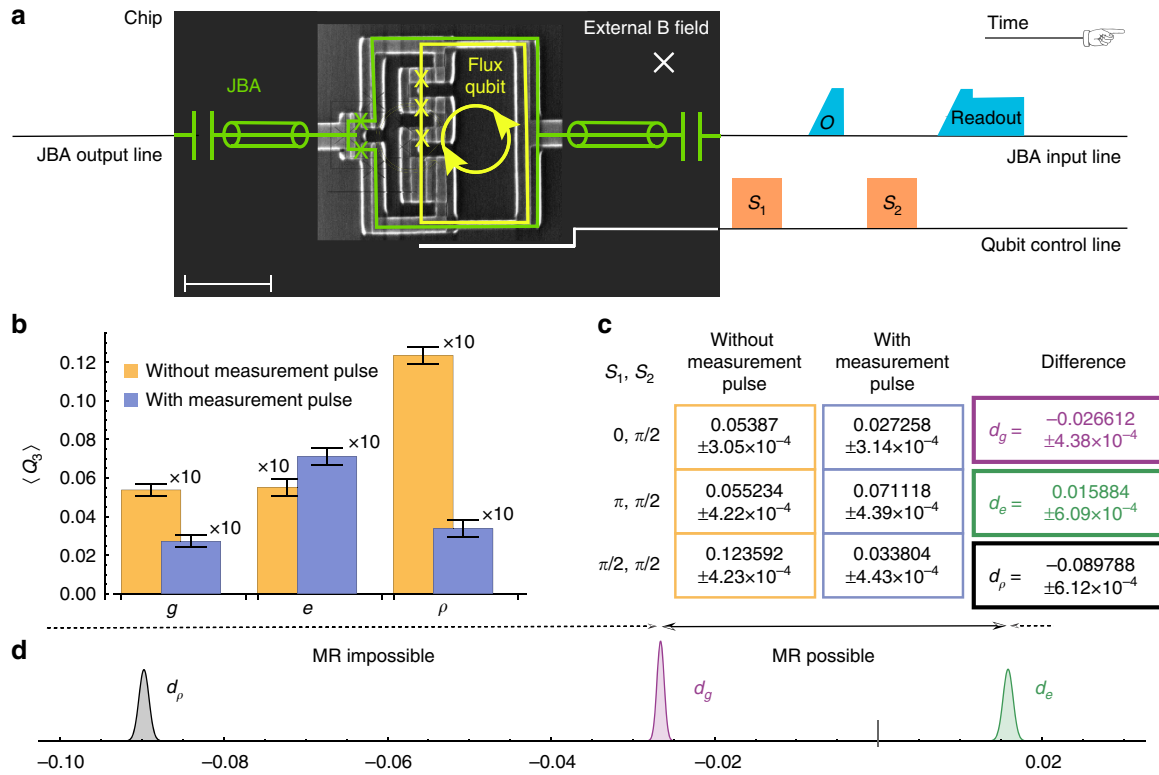 a
Chip
External B field
Time
JBA
Flux
qubit
O
Readout
JBA output line
JBA input line
S1
S2
Qubit control line
b
⟨Q3⟩
0.12
0.10
0.08
0.06
0.04
0.02
0.00
Without measurement pulse
With measurement pulse
×10
×10
×10
×10
×10
×10
g
e
ρ
c
S1, S2
Without
measurement
pulse
With
measurement
pulse
Difference
0, π/2
0.05387
±3.05×10⁻⁴
0.027258
±3.14×10⁻⁴
dg =
−0.026612
±4.38×10⁻⁴
π, π/2
0.055234
±4.22×10⁻⁴
0.071118
±4.39×10⁻⁴
de =
0.015884
±6.09×10⁻⁴
π/2, π/2
0.123592
±4.23×10⁻⁴
0.033804
±4.43×10⁻⁴
dρ =
−0.089788
±6.12×10⁻⁴
d
MR impossible
MR possible
dρ
dg
de
−0.10
−0.08
−0.06
−0.04
−0.02
0.02